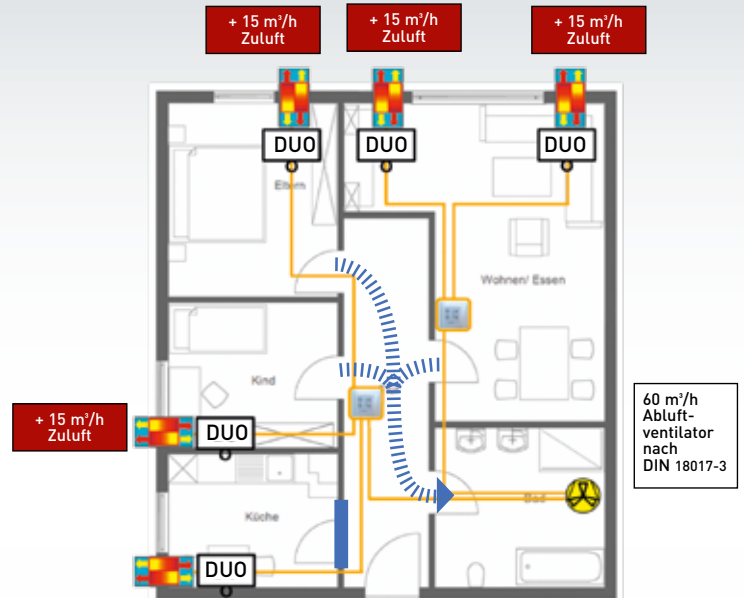 + 15 m³/h
Zuluft
+ 15 m³/h
Zuluft
+ 15 m³/h
Zuluft
DUO
DUO
DUO
Eltern
Wohnen/ Essen
Kind
+ 15 m³/h
Zuluft
DUO
60 m³/h
Abluft-
ventilator
nach
DIN 18017-3
Bad
Küche
DUO